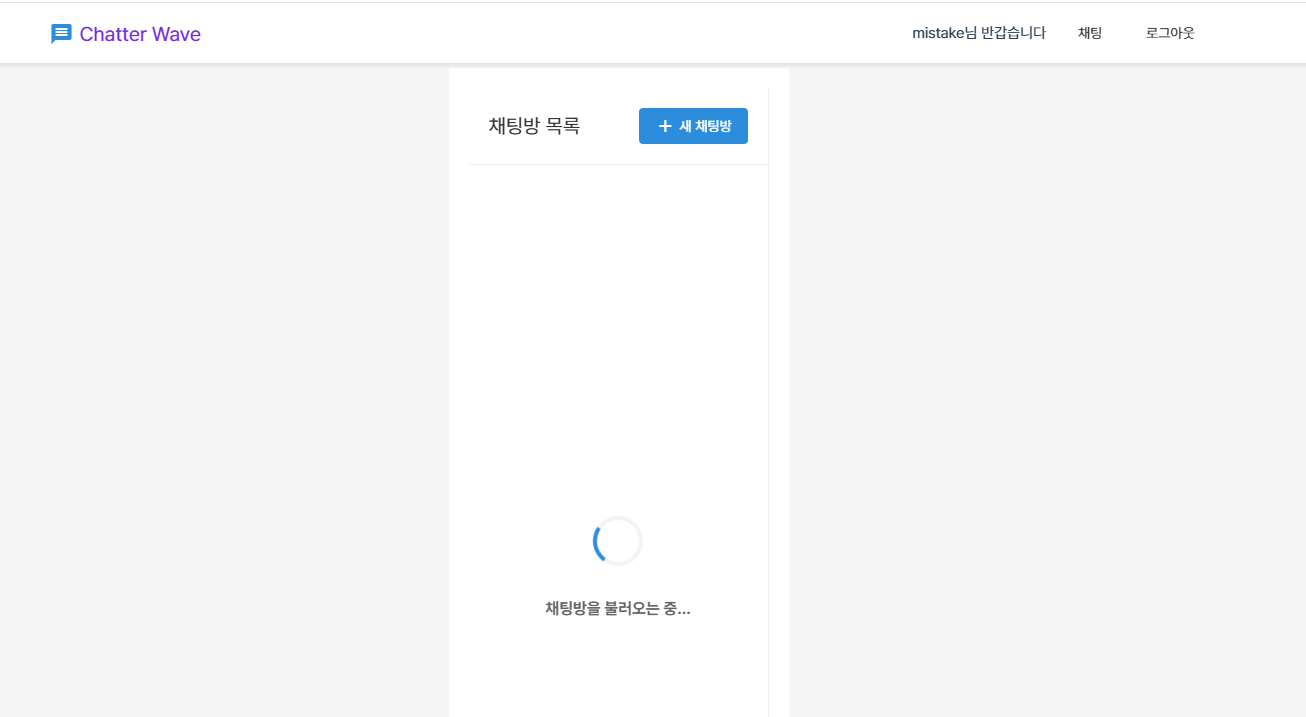 Chatter Wave
mistake님 반갑습니다
채팅
로그아웃
채팅방 목록
+ 새 채팅방
채팅방을 불러오는 중...